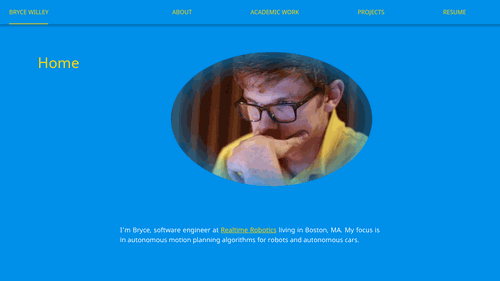 BRYCE WILLEY ABOUT ACADEMIC WORK PROJECTS RESUME
Home
I'm Bryce, software engineer at Realtime Robotics living in Boston, MA. My focus is
in autonomous motion planning algorithms for robots and autonomous cars.